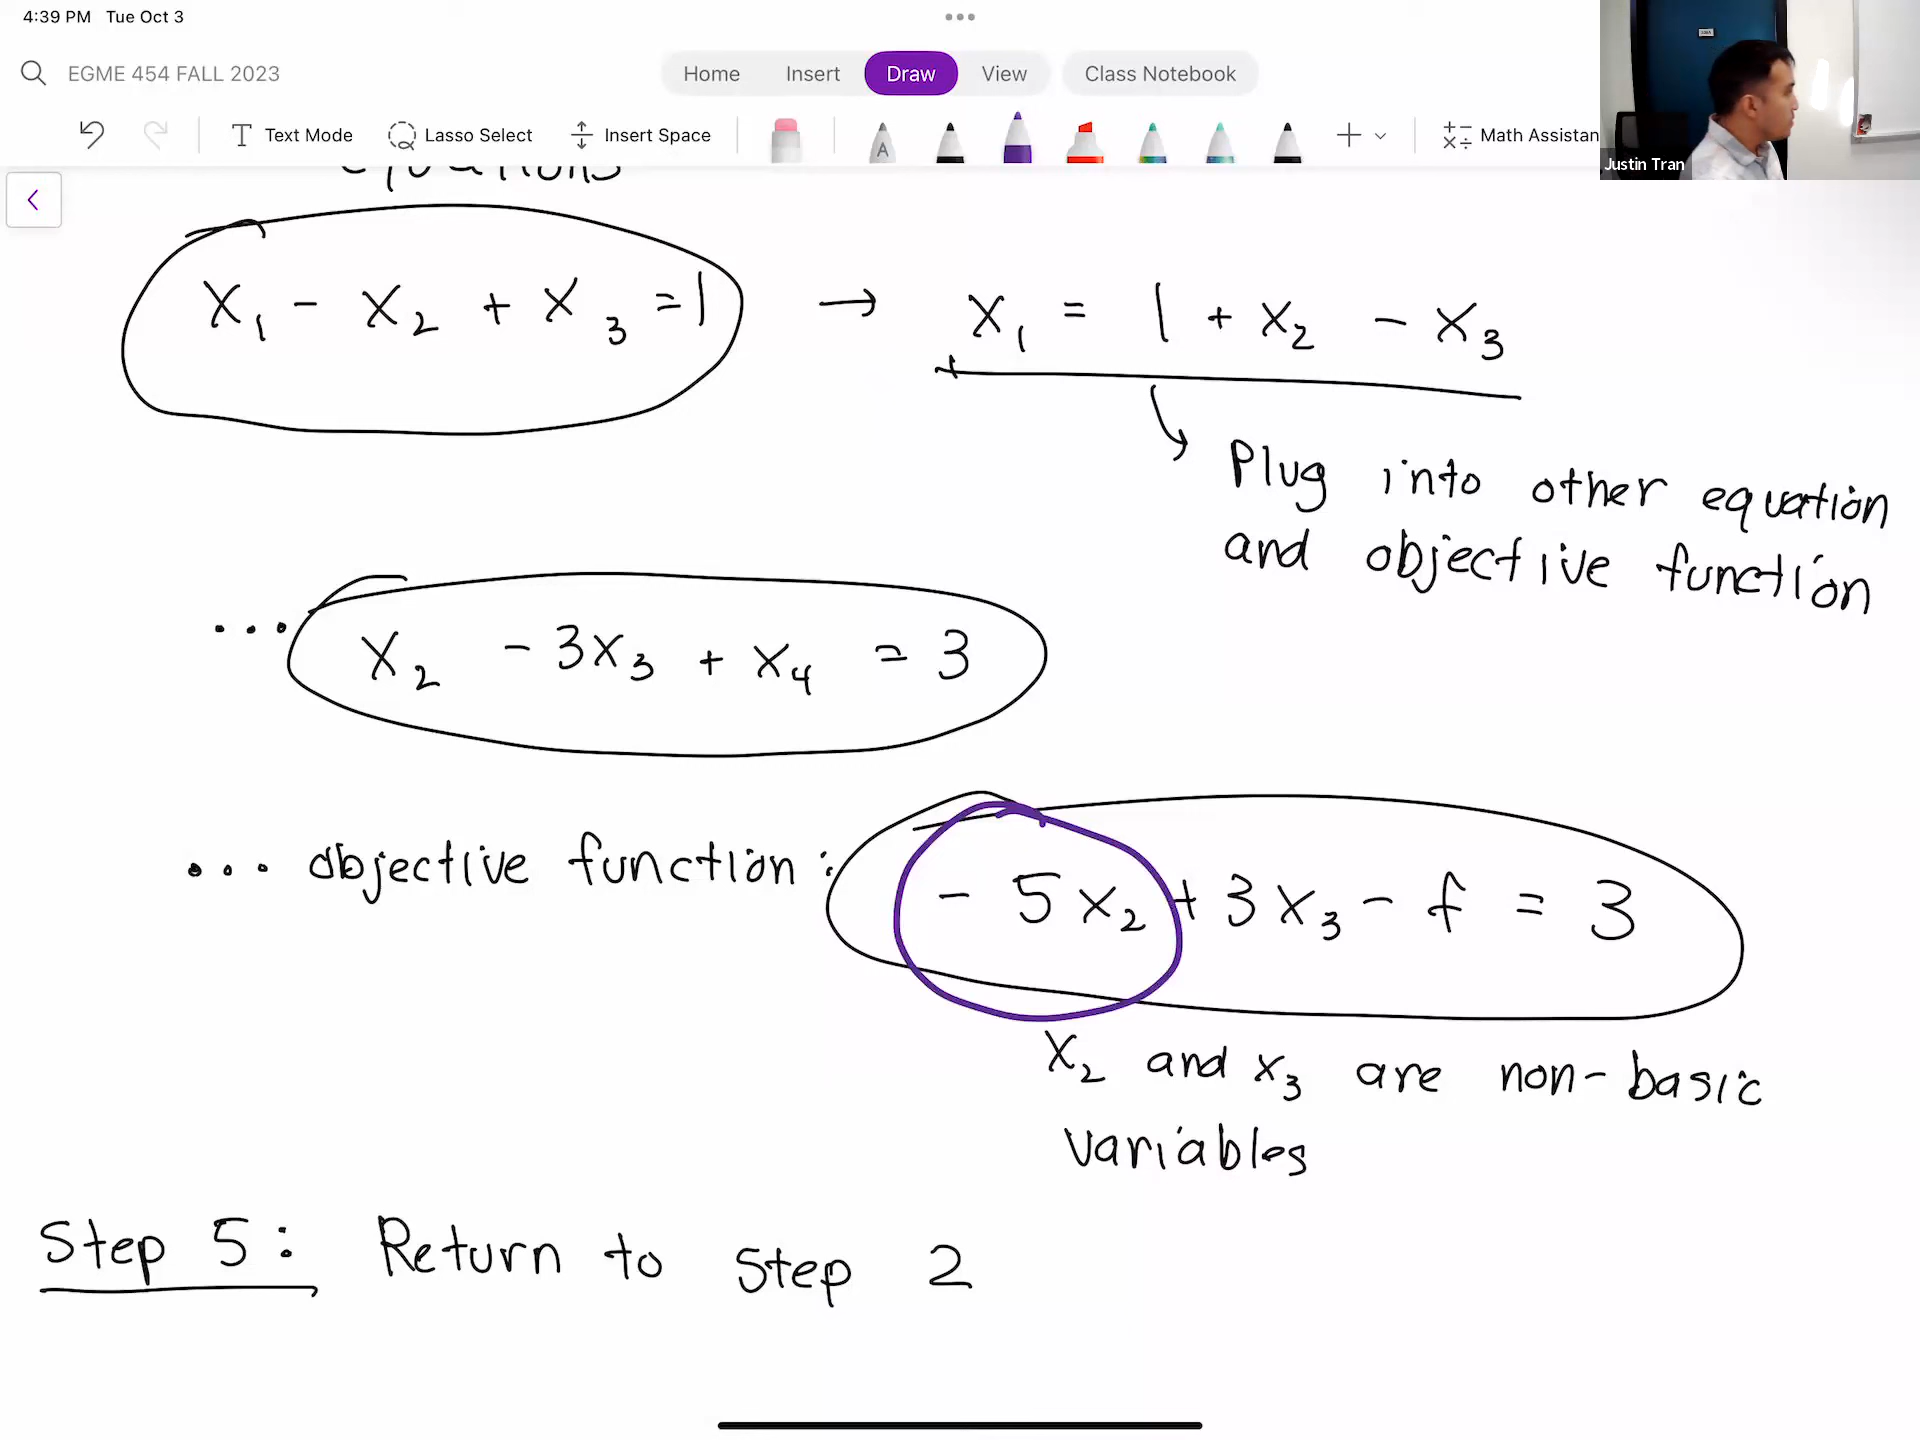 4:39 PM Tue Oct 3
EGME 454 FALL 2023
Home Insert Draw View Class Notebook
Text Mode Lasso Select Insert Space A Math Assistan
Justin Tran
equations
x₁ - x₂ + x₃ = 1 → x₁ = 1 + x₂ - x₃
Plug into other equation
and objective function
... x₂ - 3x₃ + x₄ = 3
... objective function: - 5x₂ + 3x₃ - f = 3
x₂ and x₃ are non-basic
variables
Step 5: Return to Step 2